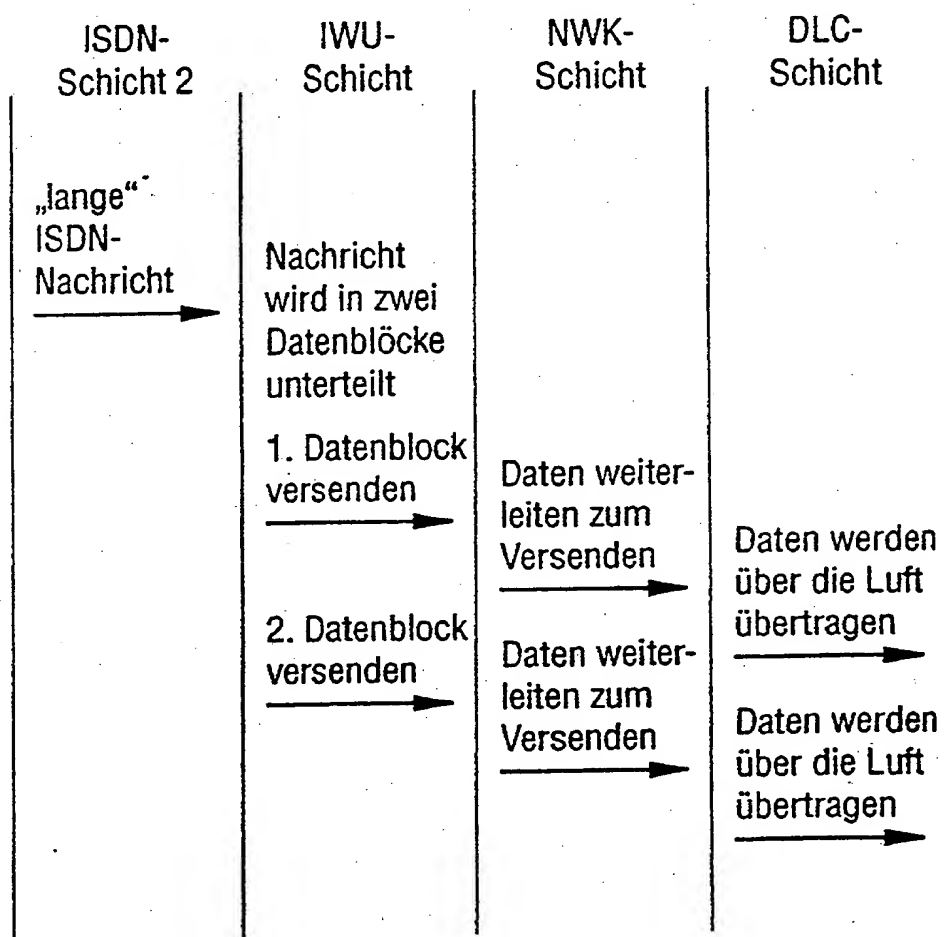 ISDN-
Schicht 2
IWU-
Schicht
NWK-
Schicht
DLC-
Schicht
„lange“
ISDN-
Nachricht
Nachricht
wird in zwei
Datenblöcke
unterteilt
1. Datenblock
versenden
Daten weiter-
leiten zum
Versenden
Daten werden
über die Luft
übertragen
2. Datenblock
versenden
Daten weiter-
leiten zum
Versenden
Daten werden
über die Luft
übertragen